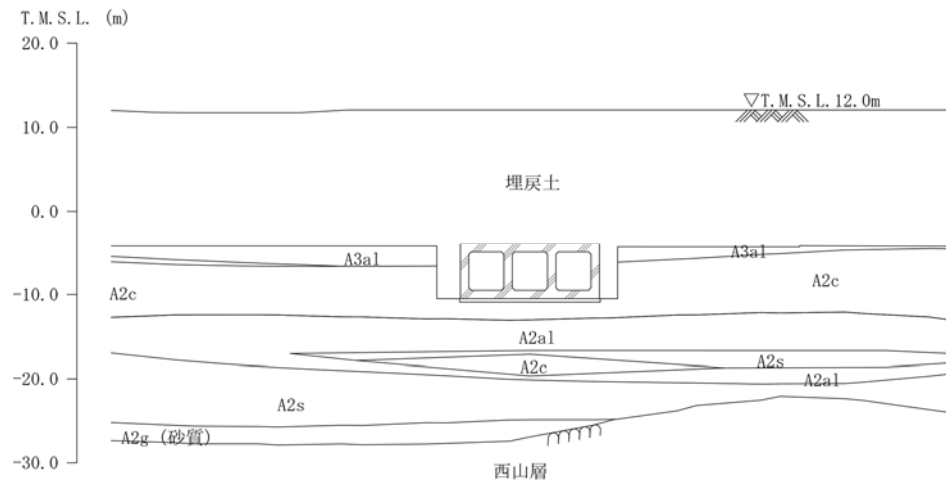 T.M.S.L. (m)
20.0
▽T.M.S.L.12.0m
10.0
埋戻土
0.0
A3al
A3al
A2c
A2c
-10.0
A2al
A2s
A2c
A2al
-20.0
A2s
A2g (砂質)
-30.0
西山層